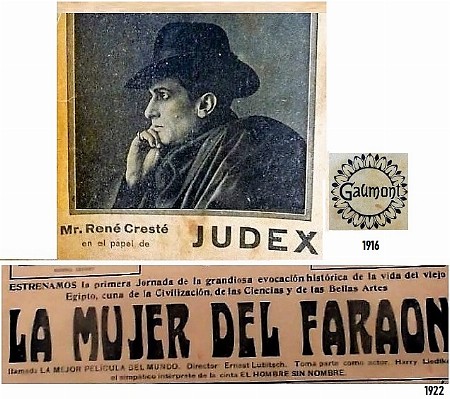 Mr. René Cresté
en el papel de JUDEX
Gaumont
1916
ESTRENAMOS la primera Jornada de la grandiosa evocación histórica de la vida del viejo
Egipto, cuna de la Civilización, de las Ciencias y de las Bellas Artes
LA MUJER DEL FARAON
llamada LA MEJOR PELICULA DEL MUNDO. Director Ernest Lubitsch. Toma parte como actor, Harry Liedtke
el simpático intérprete de la cinta EL HOMBRE SIN NOMBRE.
1922